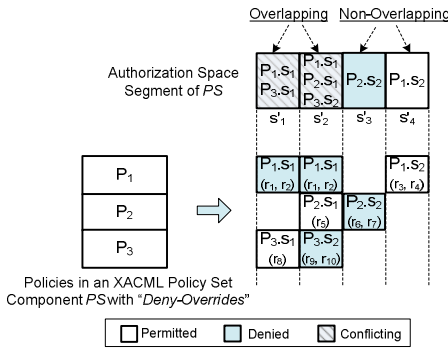 Overlapping Non-Overlapping
Authorization Space
Segment of PS
P1.s1
P3.s1
P1.s1
P2.s1
P3.s2
P2.s2
P1.s2
s'1 s'2 s'3 s'4
P1
P2
P3
P1.s1
(r1, r2)
P1.s1
(r1, r2)
P1.s2
(r3, r4)
P2.s1
(r5)
P2.s2
(r6, r7)
P3.s1
(r8)
P3.s2
(r9, r10)
Policies in an XACML Policy Set
Component PS with “Deny-Overrides”
Permitted Denied Conflicting